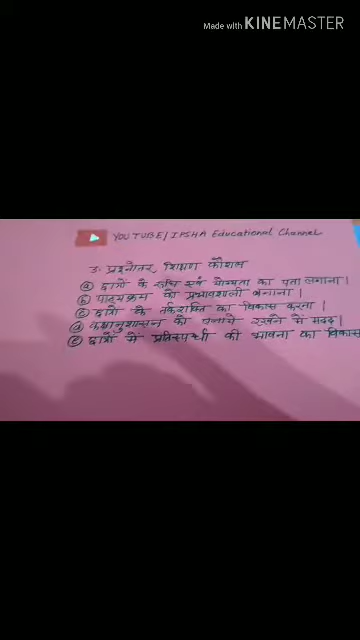 Made with KINEMASTER
YOUTUBE/IPSHA Educational Channel
3. प्रश्नोतर शिक्षण कौशल
ⓐ छात्रों के रूचि एवं योग्यता का पता लगाना।
ⓑ पाठ्यक्रम को प्रभावशाली बनाना।
ⓒ छात्रों के तर्कशक्ति का विकास करना।
ⓓ कक्षानुशासन को बनाये रखने में मदद।
ⓔ छात्रों में प्रतिस्पर्धा की भावना का विकास